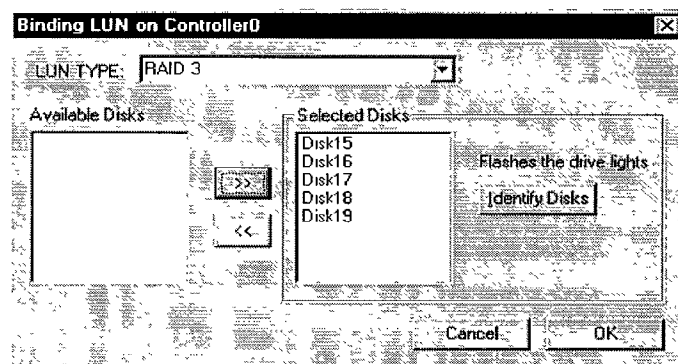 Binding LUN on Controller0
LUN TYPE: RAID 3
Available Disks
Selected Disks
Disk15
Disk16
Disk17
Disk18
Disk19
>>
<<
Flashes the drive lights
Identify Disks
Cancel
OK